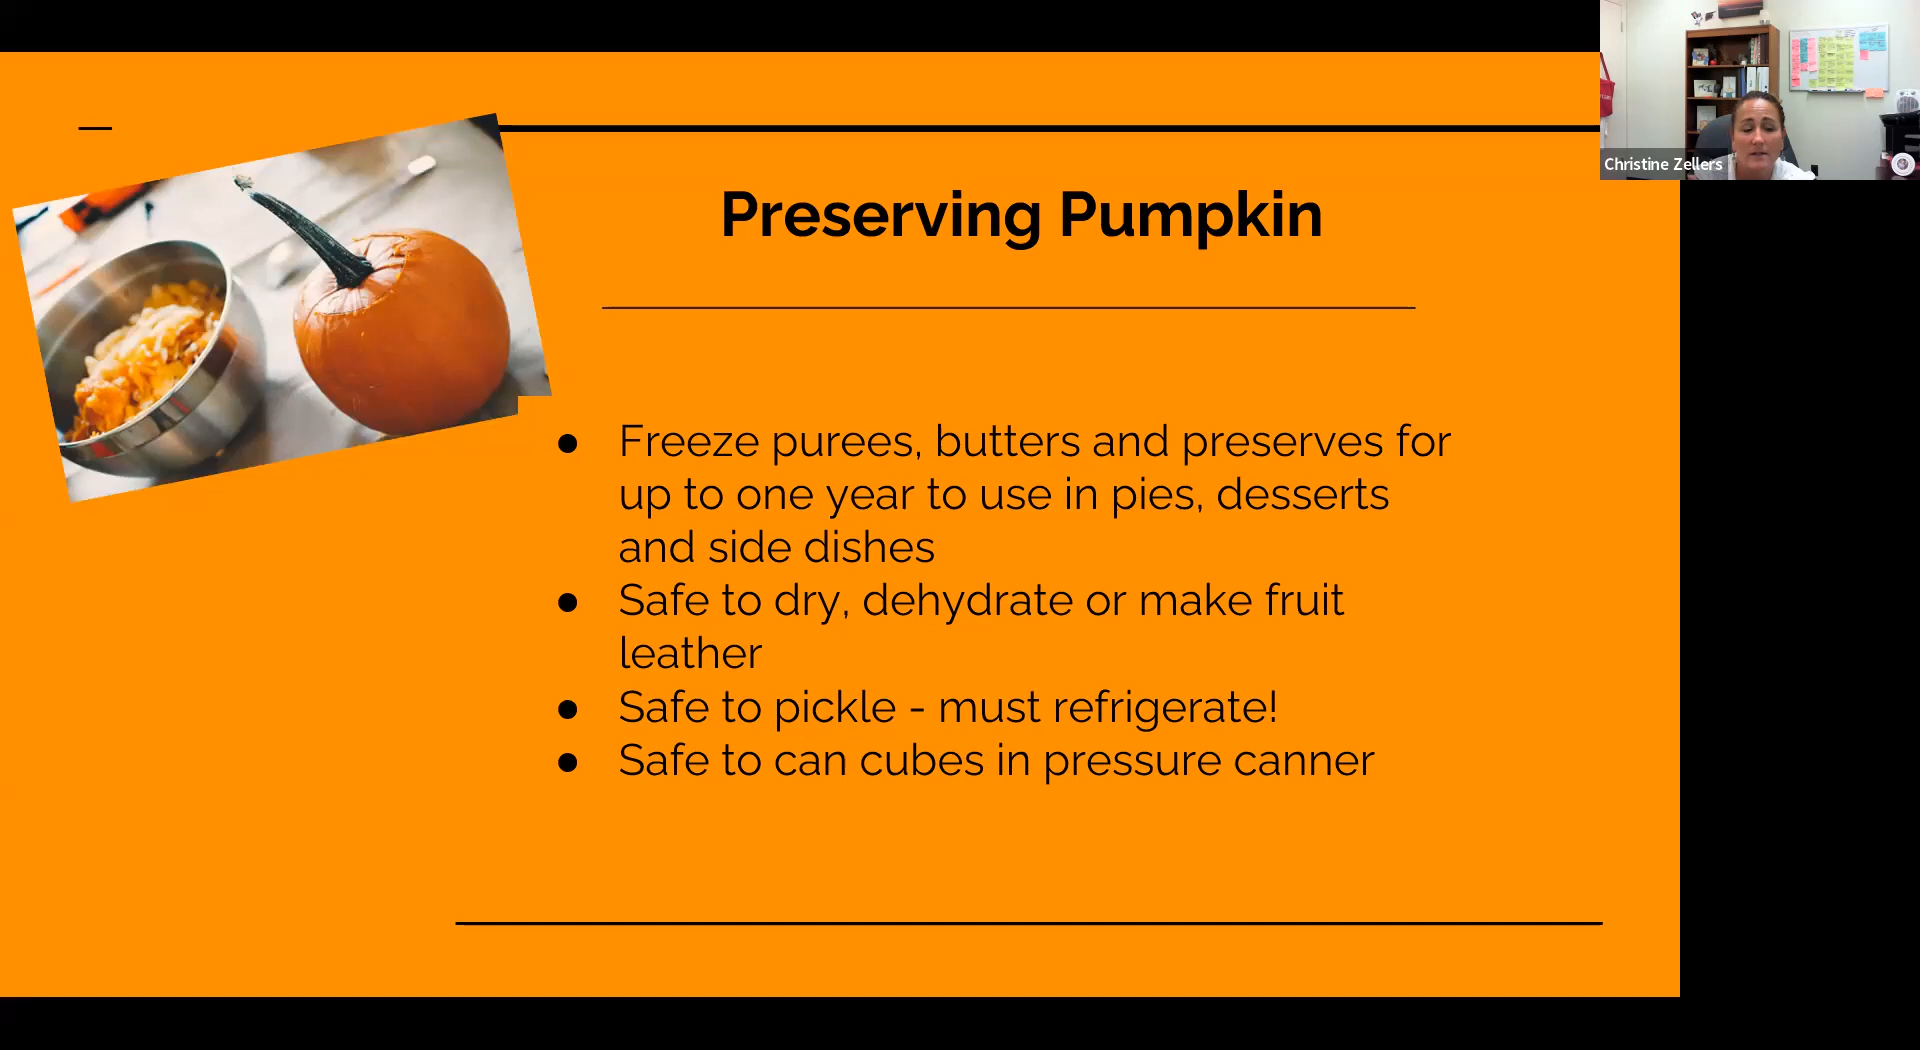 Christine Zellers
Preserving Pumpkin
● Freeze purees, butters and preserves for
up to one year to use in pies, desserts
and side dishes
● Safe to dry, dehydrate or make fruit
leather
● Safe to pickle - must refrigerate!
● Safe to can cubes in pressure canner